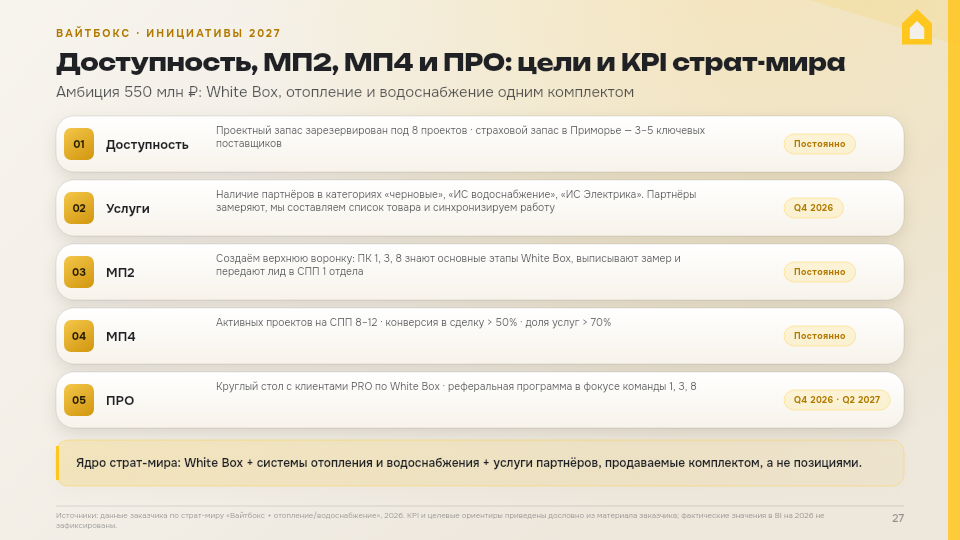 ВАЙТБОКС · ИНИЦИАТИВЫ 2027
Доступность, МП2, МП4 и ПРО: цели и KPI страт-мира
Амбиция 550 млн ₽: White Box, отопление и водоснабжение одним комплектом
01
Доступность
Проектный запас зарезервирован под 8 проектов · страховой запас в Приморье — 3–5 ключевых
поставщиков
Постоянно
02
Услуги
Наличие партнёров в категориях «черновые», «ИС водоснабжение», «ИС Электрика». Партнёры
замеряют, мы составляем список товара и синхронизируем работу
Q4 2026
03
МП2
Создаём верхнюю воронку: ПК 1, 3, 8 знают основные этапы White Box, выписывают замер и
передают лид в СПП 1 отдела
Постоянно
04
МП4
Активных проектов на СПП 8–12 · конверсия в сделку > 50% · доля услуг > 70%
Постоянно
05
ПРО
Круглый стол с клиентами PRO по White Box · реферальная программа в фокусе команды 1, 3, 8
Q4 2026 · Q2 2027
Ядро страт-мира: White Box + системы отопления и водоснабжения + услуги партнёров, продаваемые комплектом, а не позициями.
Источники: данные заказчика по страт-миру «Вайтбокс + отопление/водоснабжение», 2026. KPI и целевые ориентиры приведены дословно из материала заказчика; фактические значения в BI на 2026 не
зафиксированы.
27